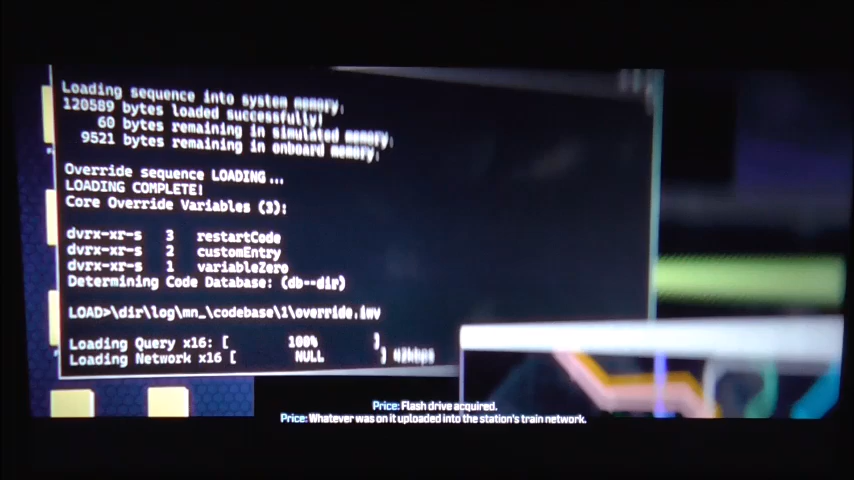 Loading sequence into system memory:
120589 bytes loaded successfully!
60 bytes remaining in simulated memory:
9521 bytes remaining in onboard memory:
Override sequence LOADING...
LOADING COMPLETE!
Core Override Variables (3):
dvrx-xr-s 3 restartCode
dvrx-xr-s 2 customEntry
dvrx-xr-s 1 variableZero
Determining Code Database: (db--dir)
LOAD>\dir\log\mn_\codebase\1\override.iwv
Loading Query x16: [ 100% ]
Loading Network x16 [ NULL ] 42kbps
Price: Flash drive acquired.
Price: Whatever was on it uploaded into the station's train network.